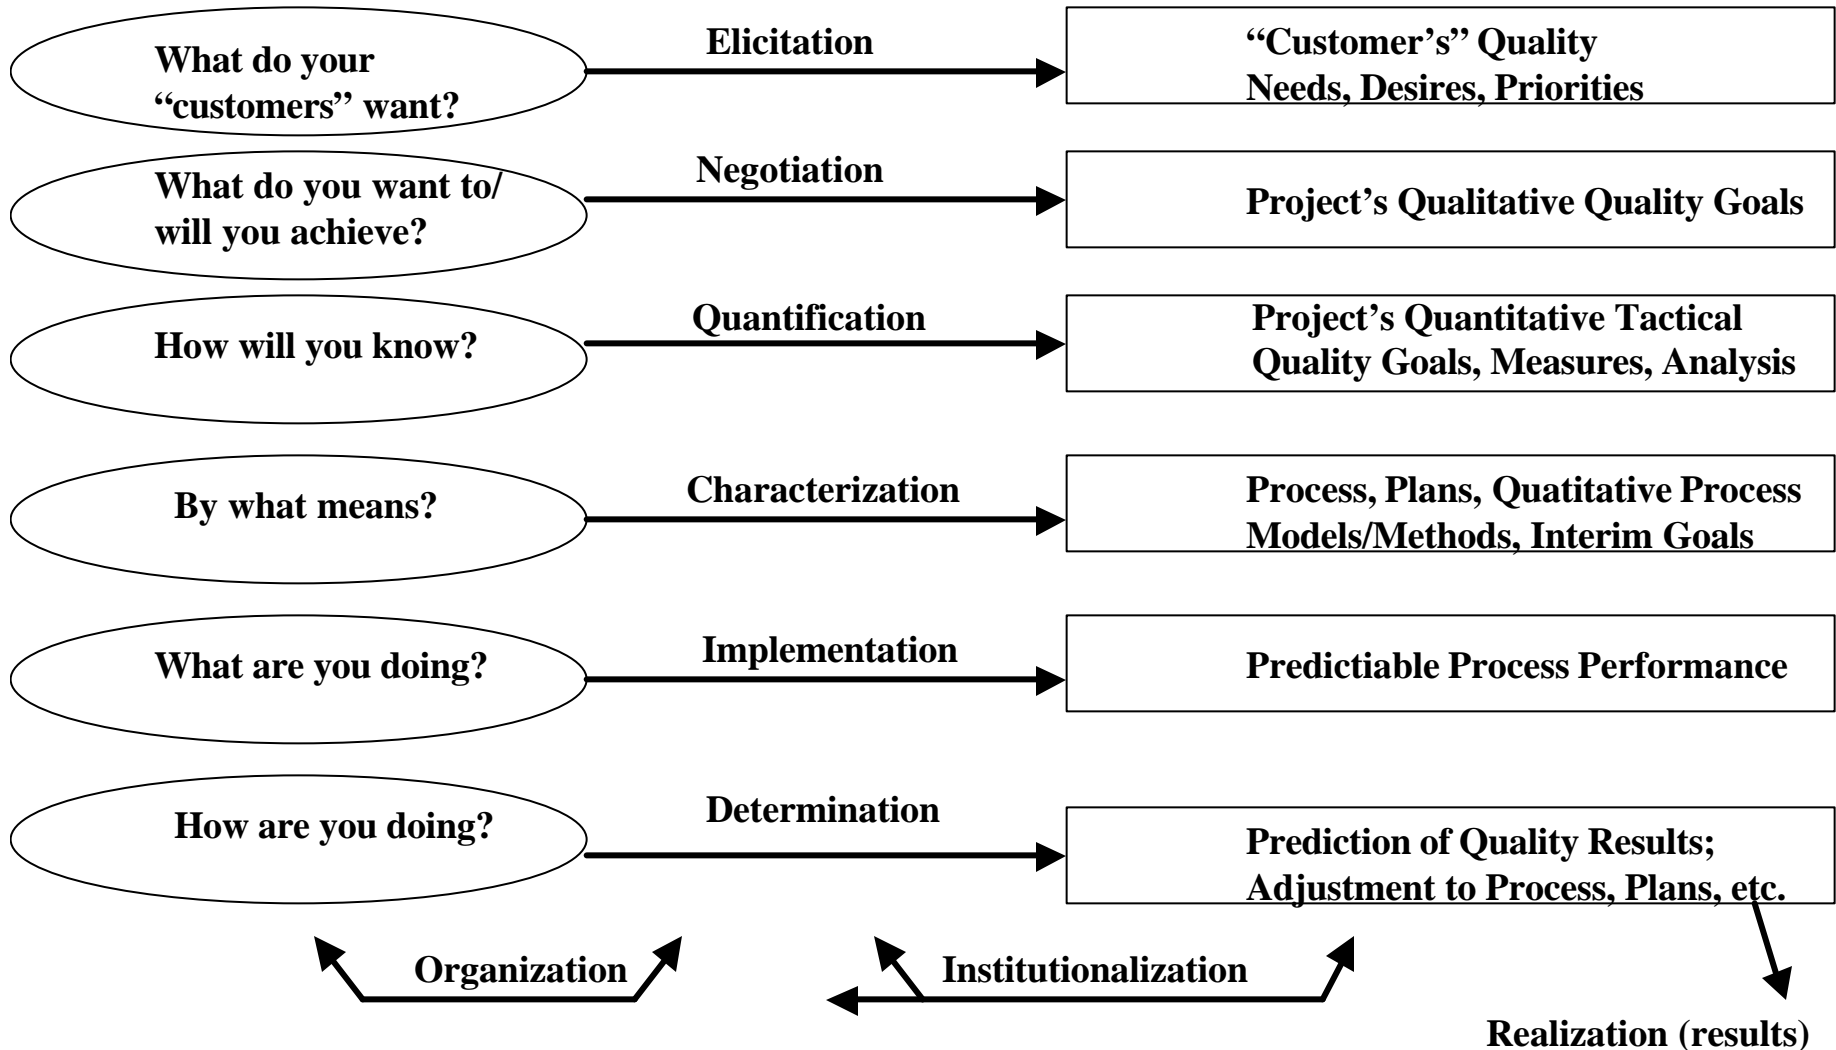 What do your
“customers” want?
Elicitation
“Customer’s” Quality
Needs, Desires, Priorities
What do you want to/
will you achieve?
Negotiation
Project’s Qualitative Quality Goals
How will you know?
Quantification
Project’s Quantitative Tactical
Quality Goals, Measures, Analysis
By what means?
Characterization
Process, Plans, Quatitative Process
Models/Methods, Interim Goals
What are you doing?
Implementation
Predictiable Process Performance
How are you doing?
Determination
Prediction of Quality Results;
Adjustment to Process, Plans, etc.
Organization
Institutionalization
Realization (results)